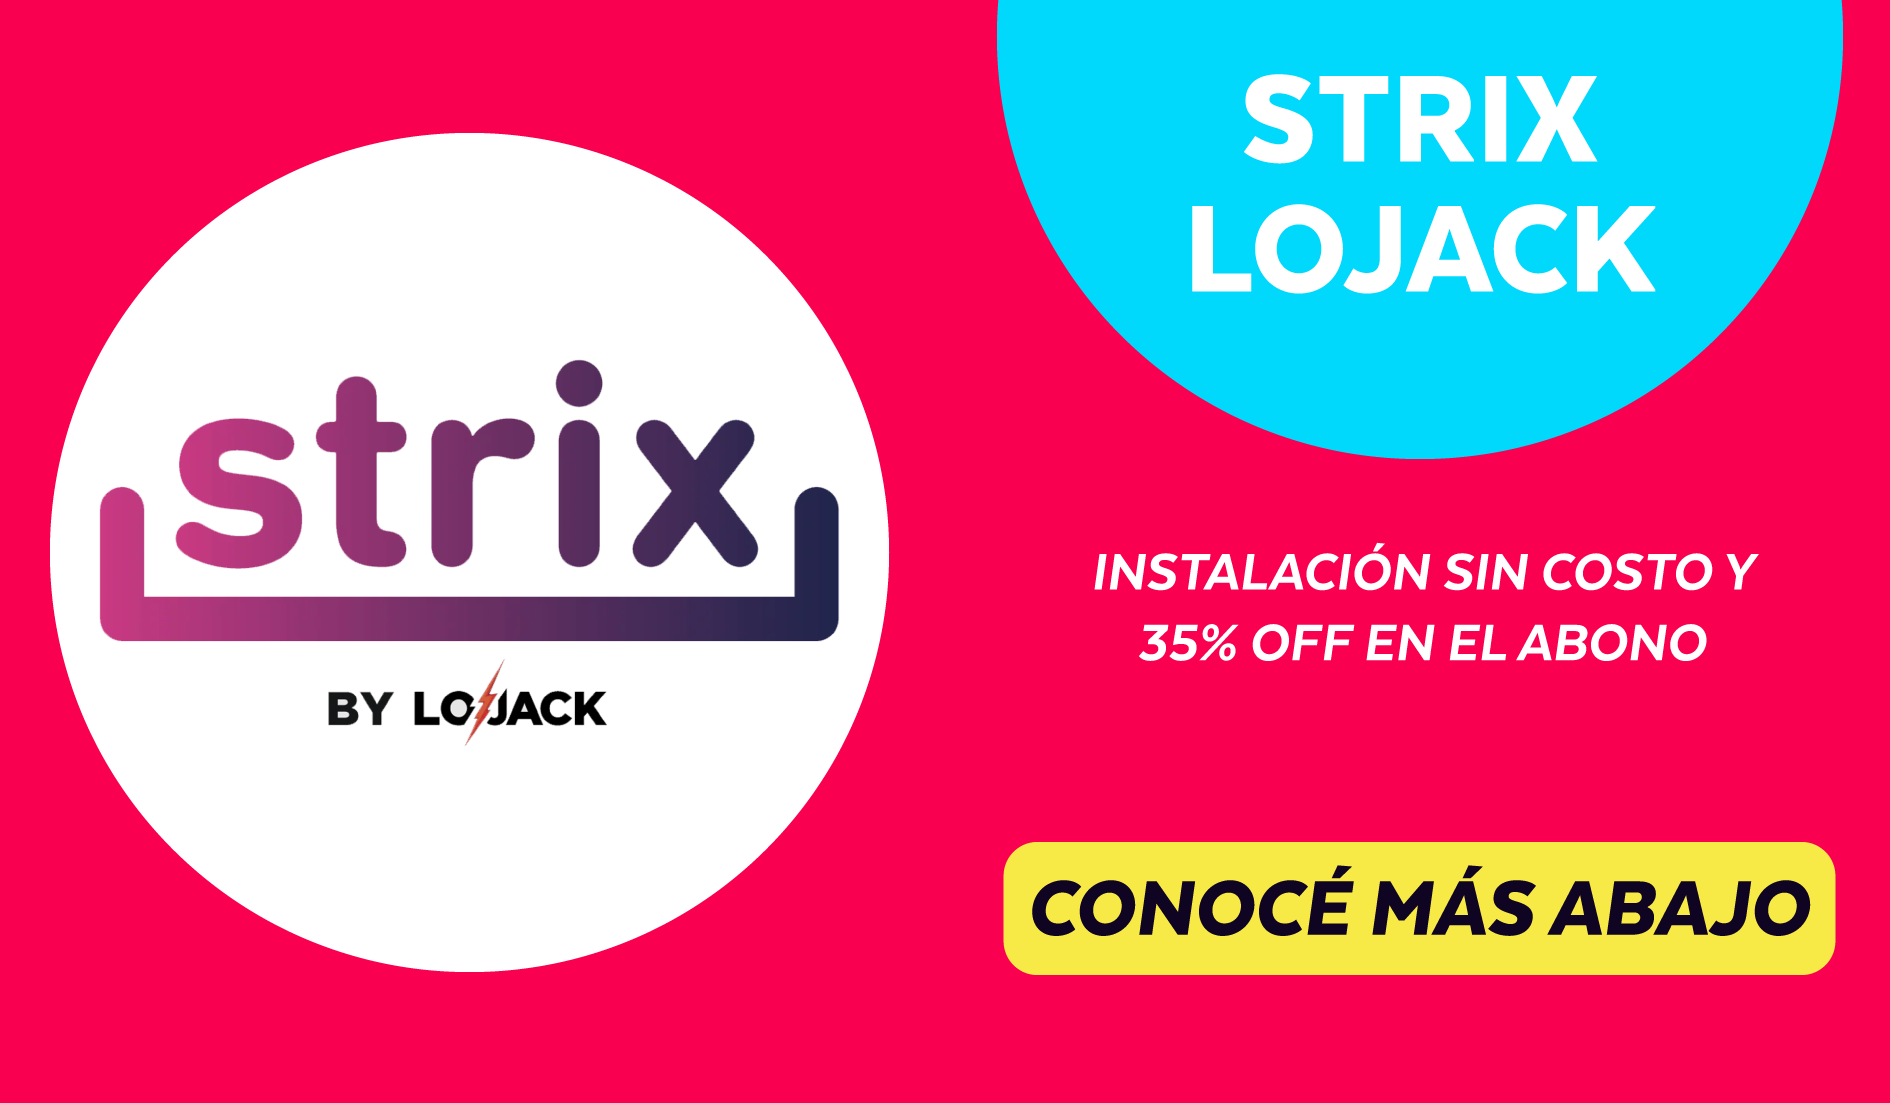 strix
BY LOJACK
STRIX
LOJACK
INSTALACIÓN SIN COSTO Y
35% OFF EN EL ABONO
CONOCÉ MÁS ABAJO